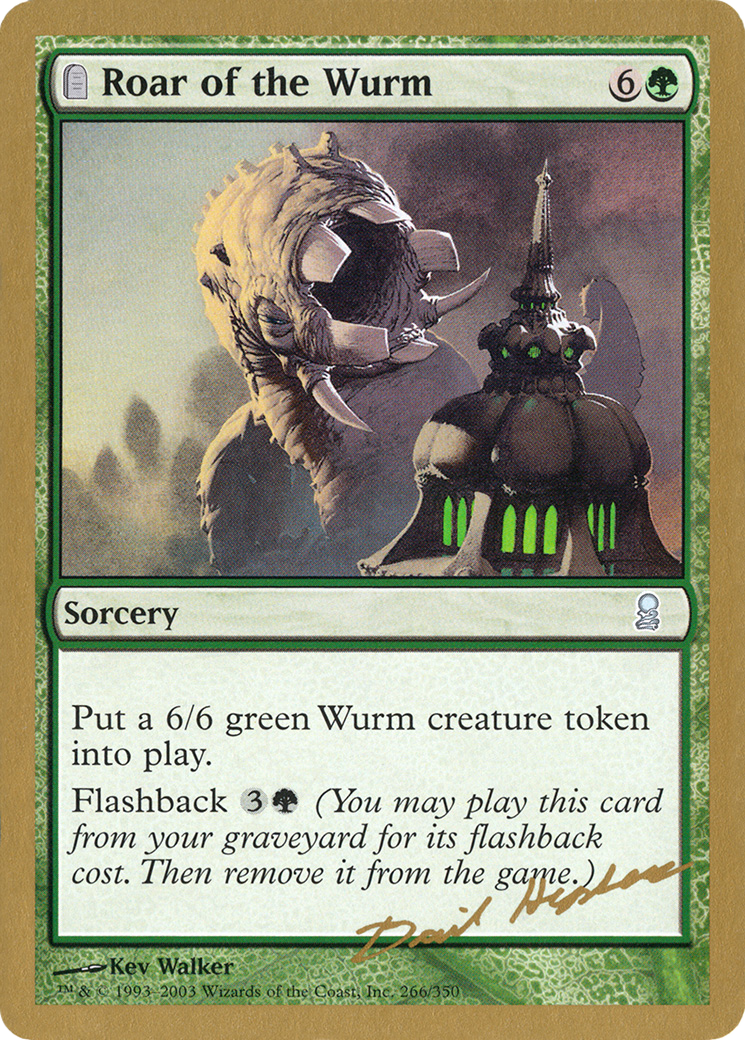 Roar of the Wurm 6
Sorcery
Put a 6/6 green Wurm creature token
into play.
Flashback 3 (You may play this card
from your graveyard for its flashback
cost. Then remove it from the game.)
Kev Walker
™ & © 1993–2003 Wizards of the Coast, Inc. 266/350